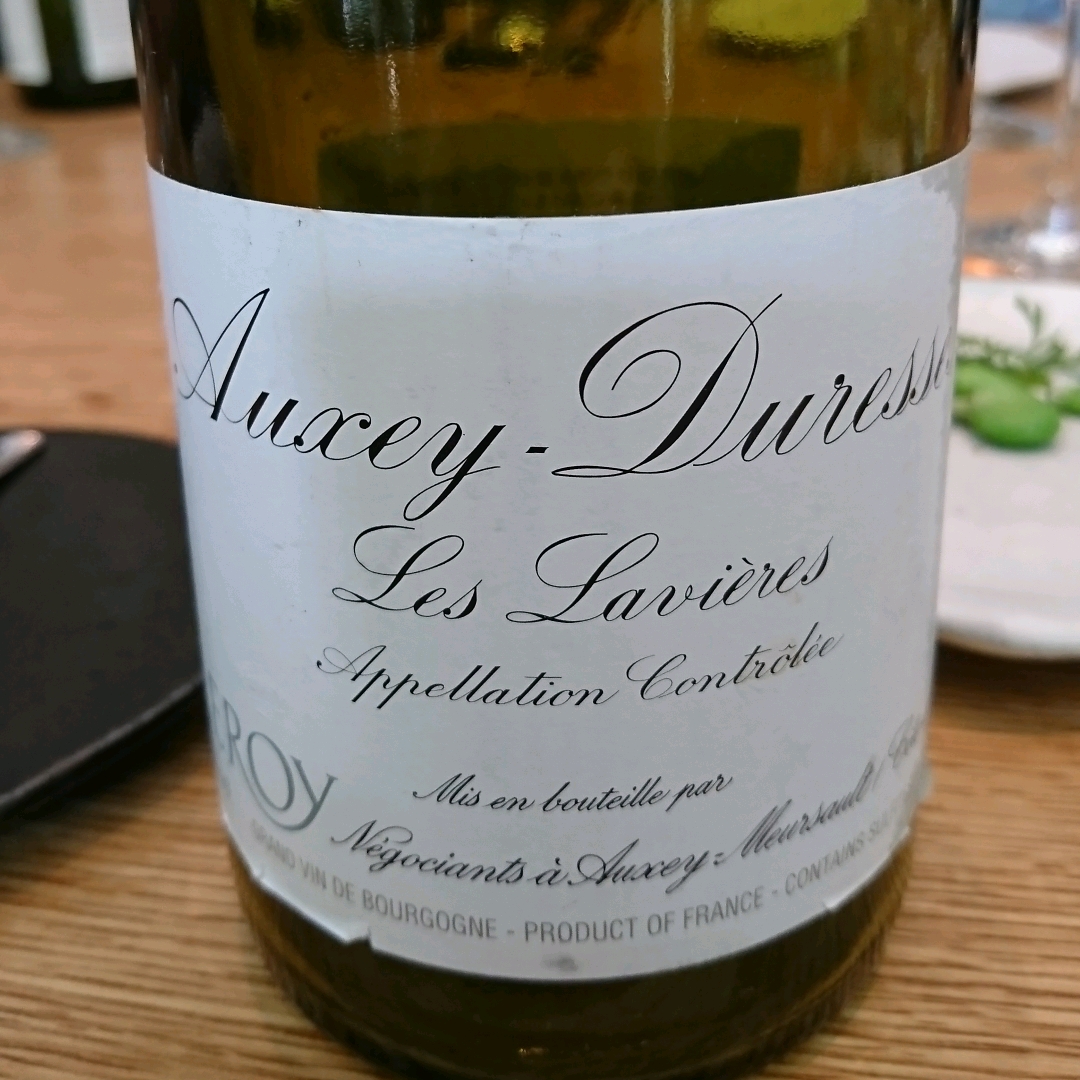 Auxey-Duresse
Les Lavières
Appellation Contrôlée
EROY
Mis en bouteille par
Négociants à Auxey-Meursault /
GRAND VIN DE BOURGOGNE - PRODUCT OF FRANCE - CONTAINS